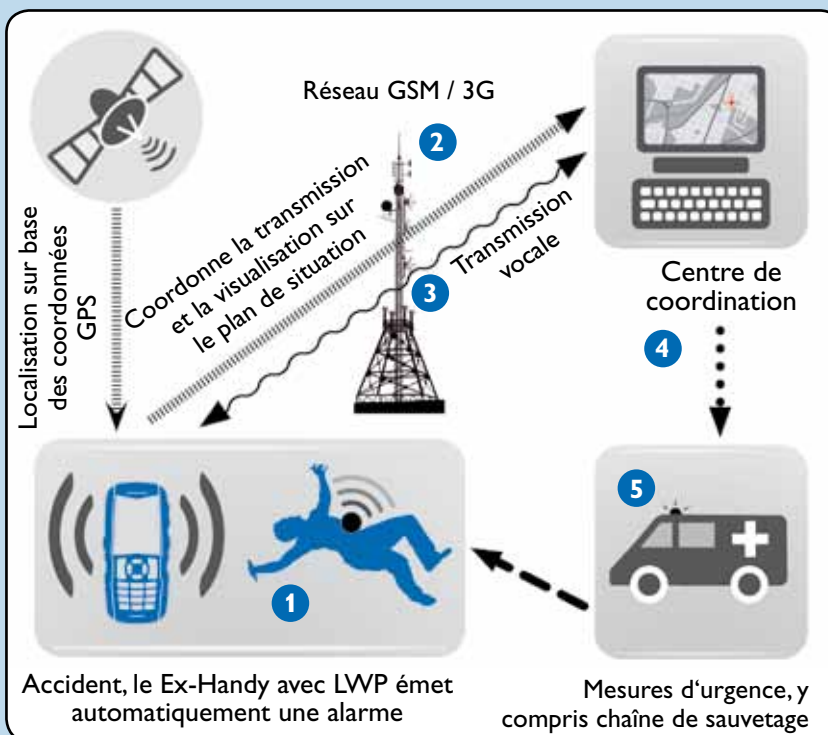 Réseau GSM / 3G
2
Localisation sur base
des coordonnées
GPS
Coordonne la transmission
et la visualisation sur
le plan de situation
3
Transmission
vocale
Centre de
coordination
4
1
5
Accident, le Ex-Handy avec LWP émet
automatiquement une alarme
Mesures d‘urgence, y
compris chaîne de sauvetage